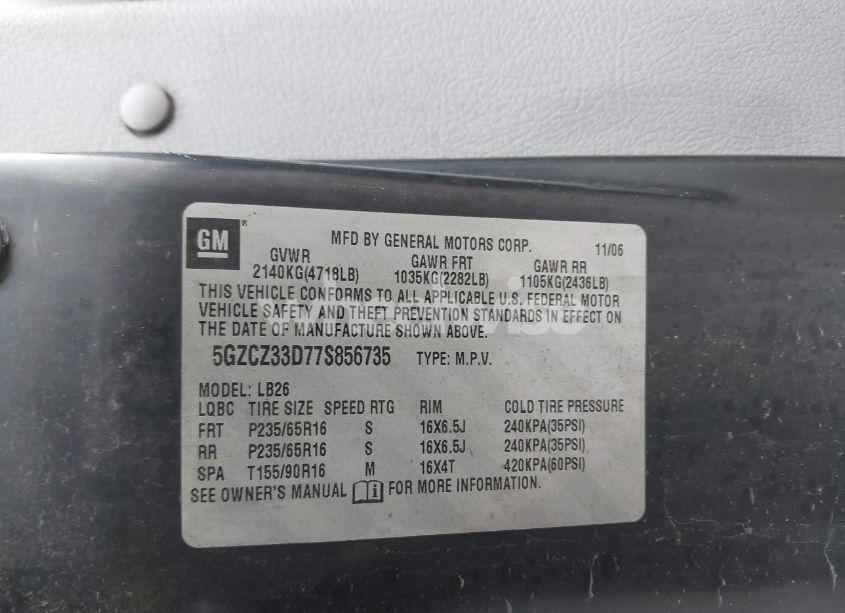 GM
®
MFD BY GENERAL MOTORS CORP. 11/06
GVWR GAWR FRT GAWR RR
2140KG(4718LB) 1035KG(2282LB) 1105KG(2436LB)
THIS VEHICLE CONFORMS TO ALL APPLICABLE U.S. FEDERAL MOTOR
VEHICLE SAFETY AND THEFT PREVENTION STANDARDS IN EFFECT ON
THE DATE OF MANUFACTURE SHOWN ABOVE.
5GZCZ33D77S856735 TYPE: M.P.V.
MODEL: LB26
LQBC TIRE SIZE SPEED RTG RIM COLD TIRE PRESSURE
FRT P235/65R16 S 16X6.5J 240KPA(35PSI)
RR P235/65R16 S 16X6.5J 240KPA(35PSI)
SPA T155/90R16 M 16X4T 420KPA(60PSI)
SEE OWNER'S MANUAL FOR MORE INFORMATION.